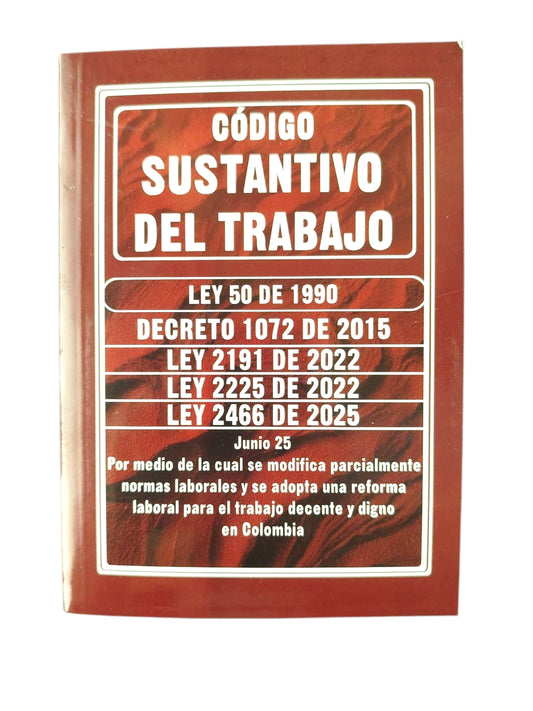 CÓDIGO
SUSTANTIVO
DEL TRABAJO
LEY 50 DE 1990
DECRETO 1072 DE 2015
LEY 2191 DE 2022
LEY 2225 DE 2022
LEY 2466 DE 2025
Junio 25
Por medio de la cual se modifica parcialmente
normas laborales y se adopta una reforma
laboral para el trabajo decente y digno
en Colombia